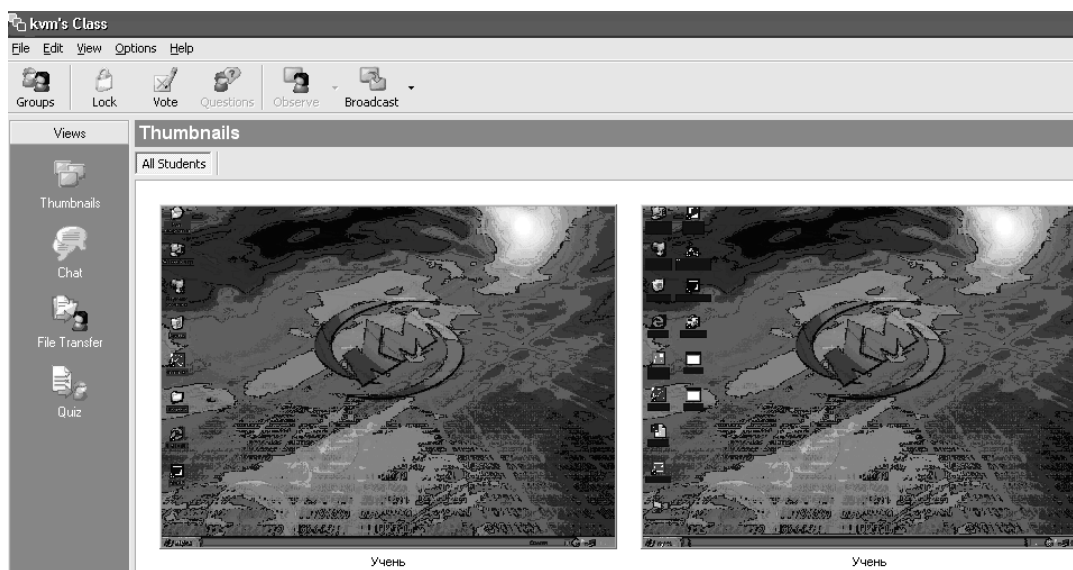 kvm's Class
File Edit View Options Help
Groups Lock Vote Questions Observe Broadcast
Views
Thumbnails
All Students
Thumbnails
Chat
File Transfer
Quiz
KM
Учень
Учень